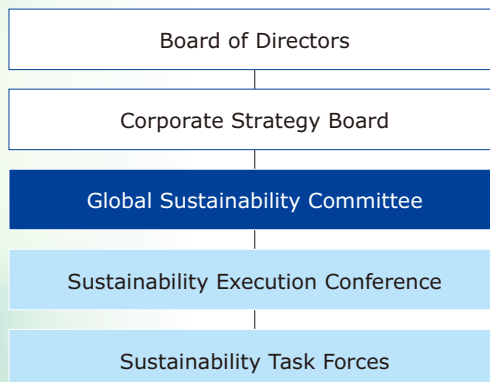 Board of Directors
Corporate Strategy Board
Global Sustainability Committee
Sustainability Execution Conference
Sustainability Task Forces